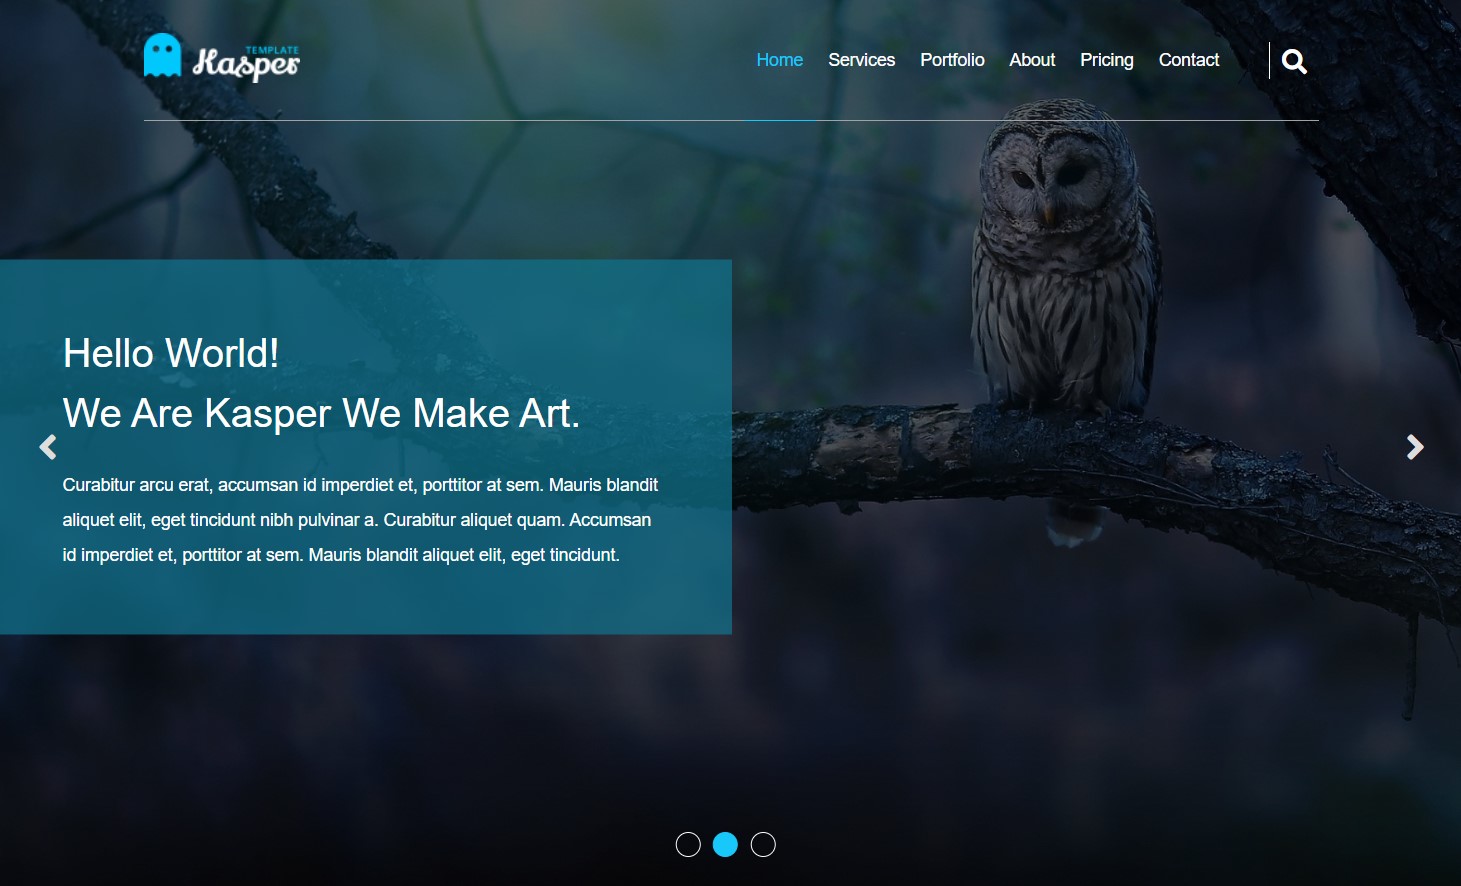 TEMPLATE
Kasper
Home Services Portfolio About Pricing Contact
Hello World!
We Are Kasper We Make Art.
Curabitur arcu erat, accumsan id imperdiet et, porttitor at sem. Mauris blandit
aliquet elit, eget tincidunt nibh pulvinar a. Curabitur aliquet quam. Accumsan
id imperdiet et, porttitor at sem. Mauris blandit aliquet elit, eget tincidunt.